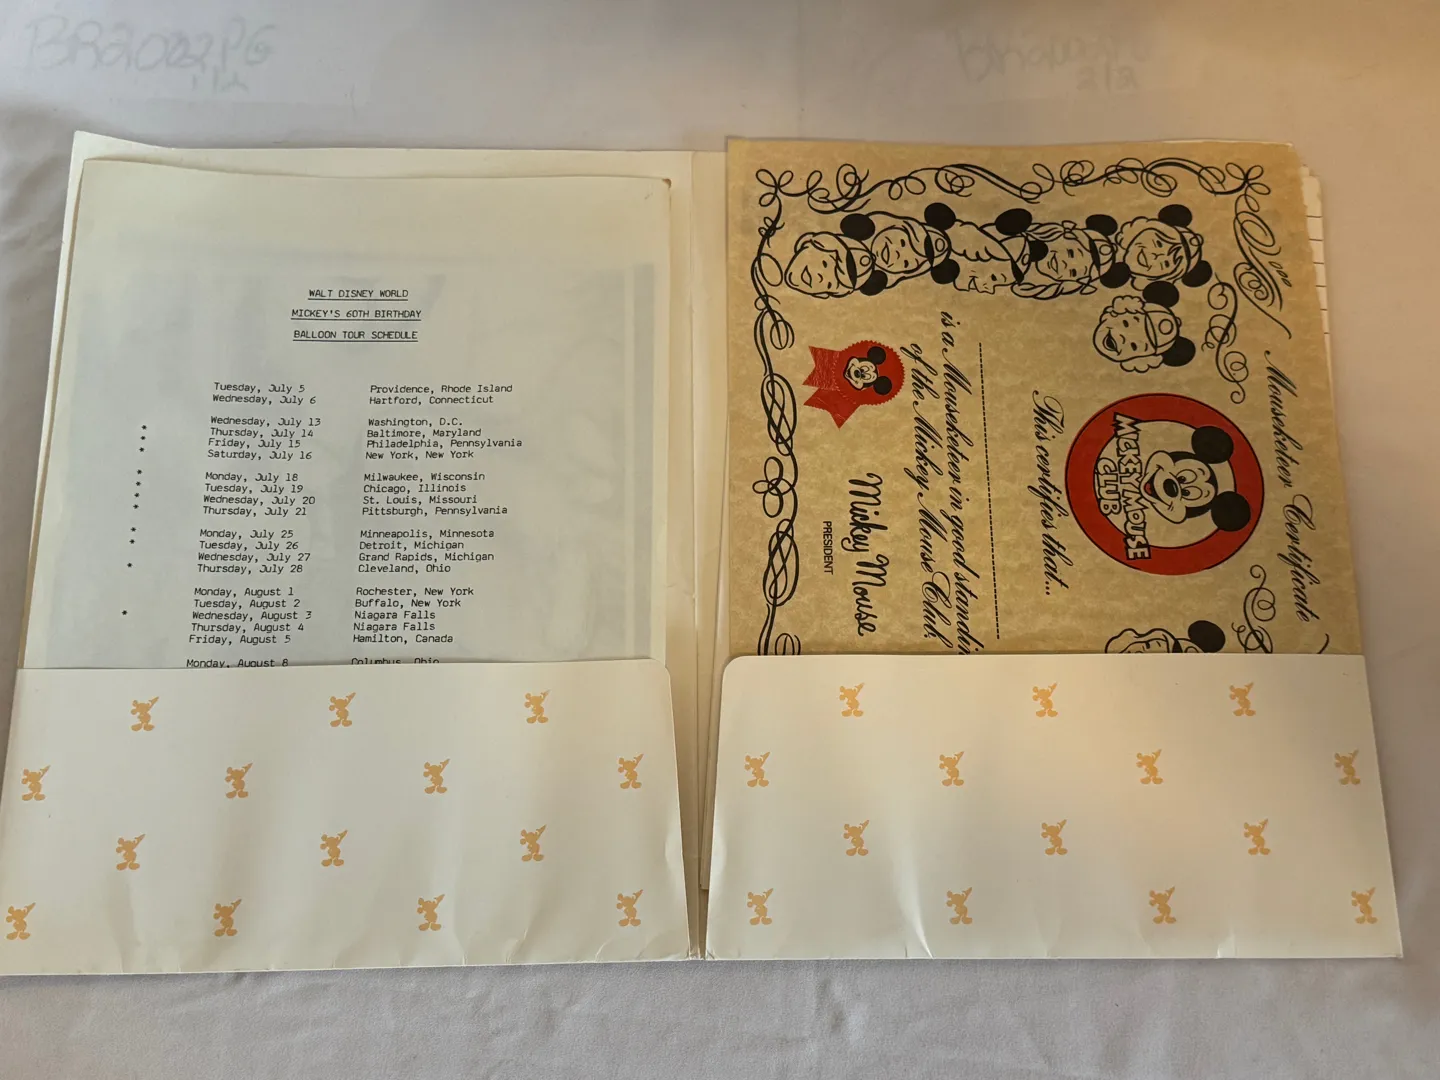 WALT DISNEY WORLD
MICKEY'S 60TH BIRTHDAY
BALLOON TOUR SCHEDULE
Tuesday, July 5 Providence, Rhode Island
Wednesday, July 6 Hartford, Connecticut
Wednesday, July 13 Washington, D.C.
* Thursday, July 14 Baltimore, Maryland
* Friday, July 15 Philadelphia, Pennsylvania
* Saturday, July 16 New York, New York
* Monday, July 18 Milwaukee, Wisconsin
* Tuesday, July 19 Chicago, Illinois
* Wednesday, July 20 St. Louis, Missouri
* Thursday, July 21 Pittsburgh, Pennsylvania
* Monday, July 25 Minneapolis, Minnesota
* Tuesday, July 26 Detroit, Michigan
Wednesday, July 27 Grand Rapids, Michigan
* Thursday, July 28 Cleveland, Ohio
Monday, August 1 Rochester, New York
Tuesday, August 2 Buffalo, New York
* Wednesday, August 3 Niagara Falls
Thursday, August 4 Niagara Falls
Friday, August 5 Hamilton, Canada
Monday, August 8 Columbus, Ohio
Mouseketeer Certificate
MICKEY MOUSE
CLUB
This certifies that...
is a Mouseketeer in good standin
of the Mickey Mouse Club.
Mickey Mouse
PRESIDENT